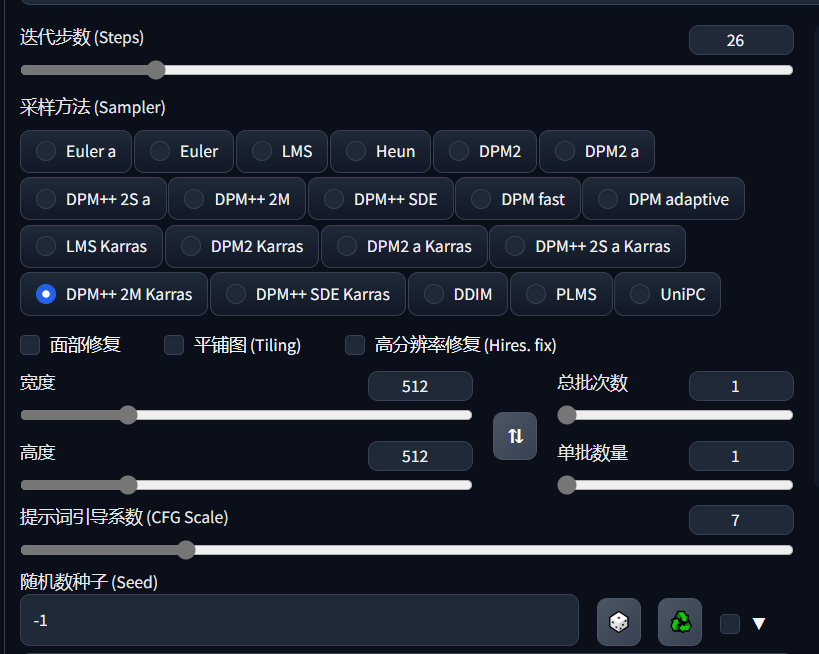 迭代步数 (Steps) 26
采样方法 (Sampler)
Euler a Euler LMS Heun DPM2 DPM2 a
DPM++ 2S a DPM++ 2M DPM++ SDE DPM fast DPM adaptive
LMS Karras DPM2 Karras DPM2 a Karras DPM++ 2S a Karras
DPM++ 2M Karras DPM++ SDE Karras DDIM PLMS UniPC
面部修复 平铺图 (Tiling) 高分辨率修复 (Hires. fix)
宽度 512 总批次数 1
高度 512 单批数量 1
提示词引导系数 (CFG Scale) 7
随机数种子 (Seed)
-1